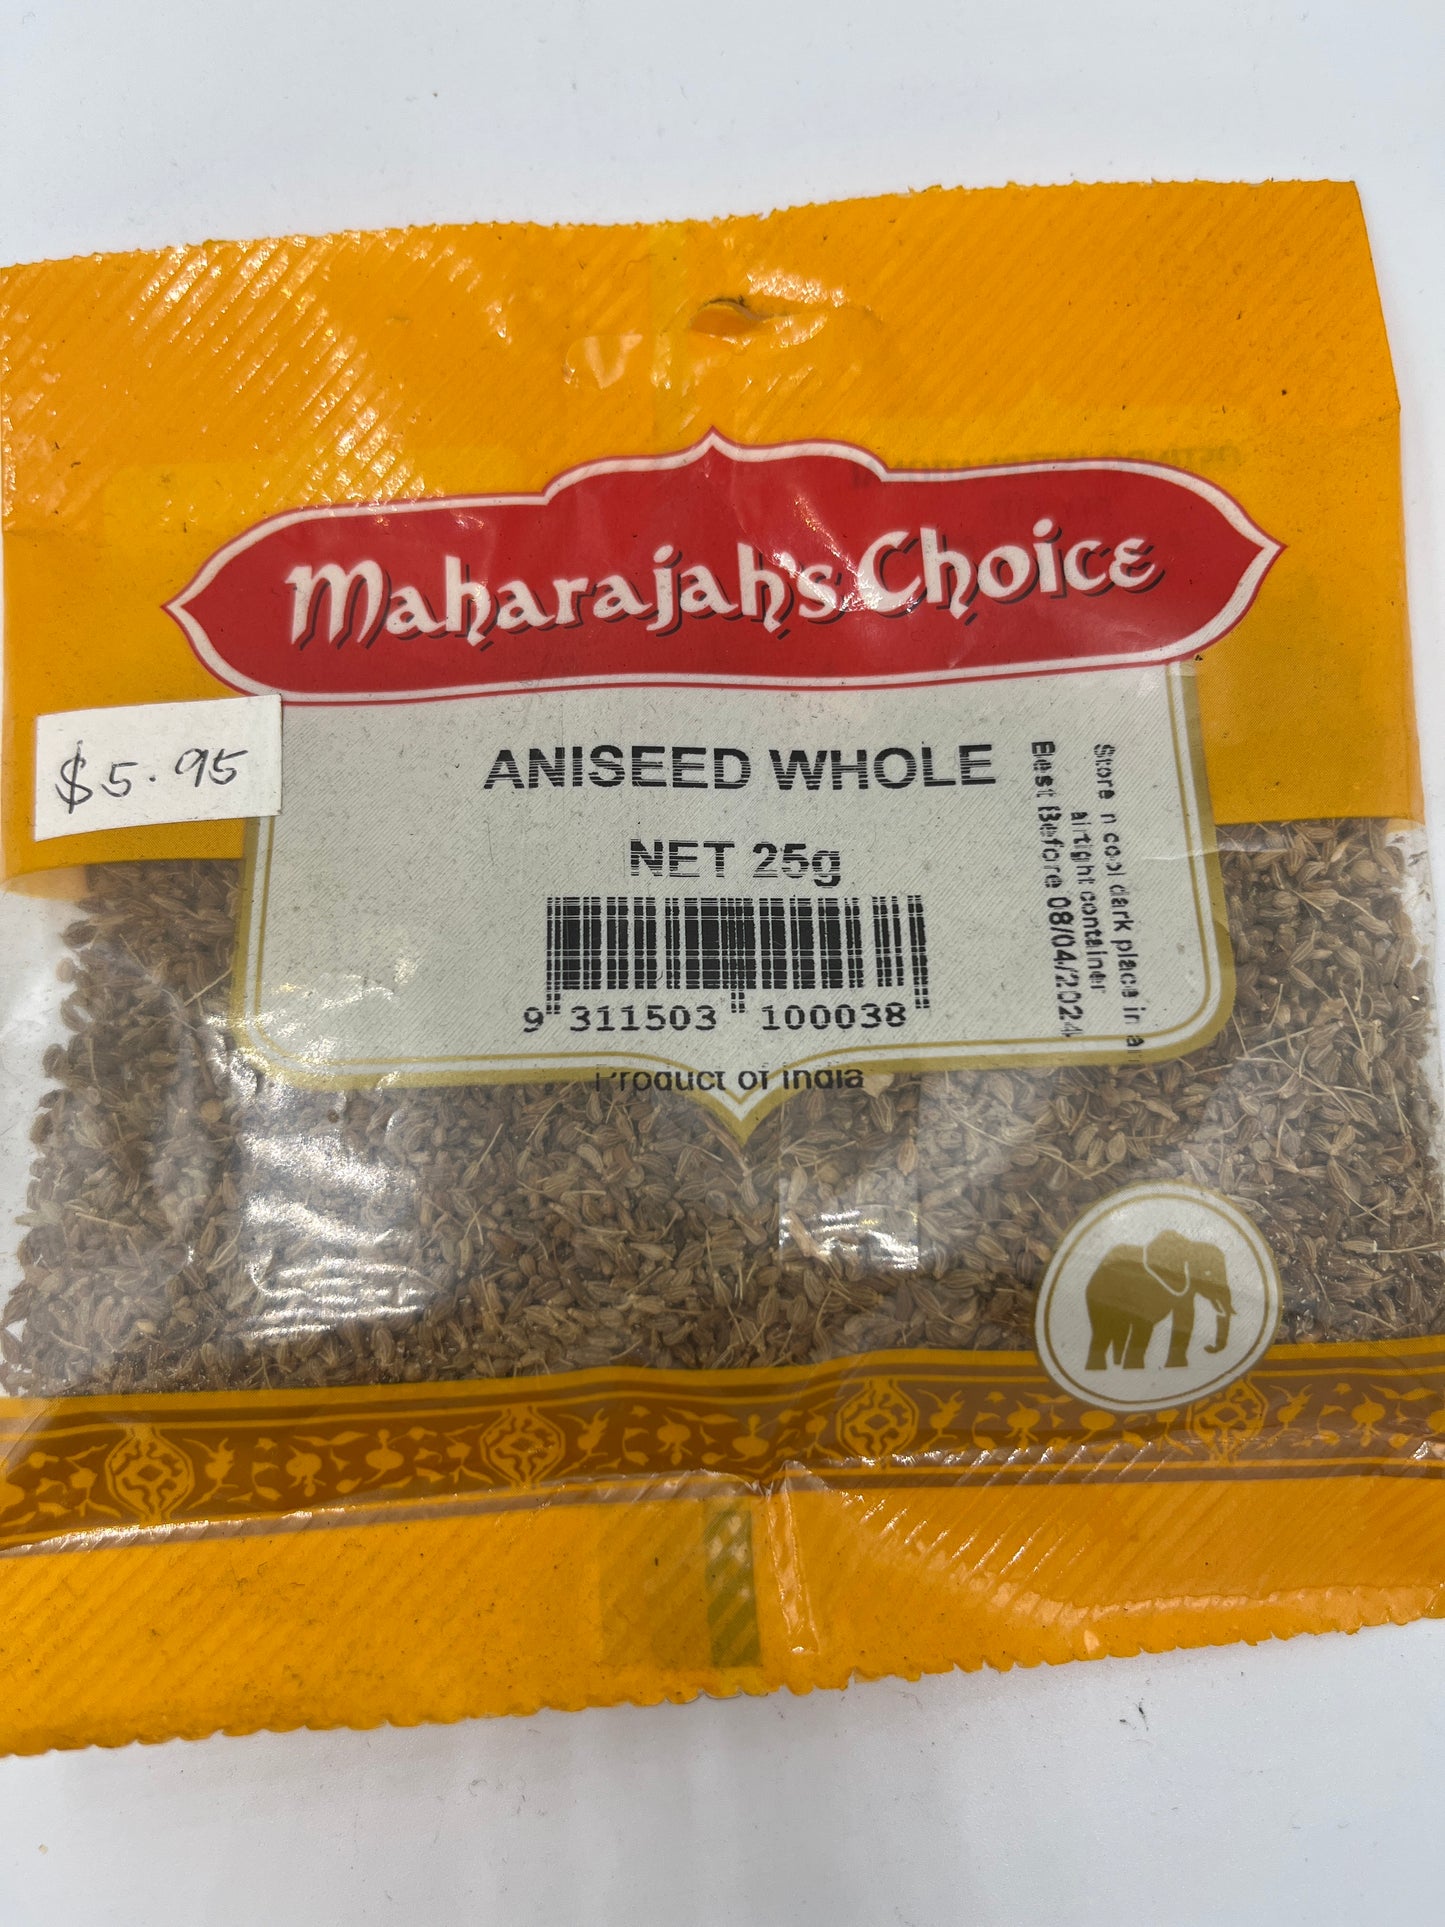 Maharajah's Choice
$5.95
ANISEED WHOLE
NET 25g
9 311503 100038
Product of India
Store in cool dark place in an
airtight container
Best Before 08/04/2024